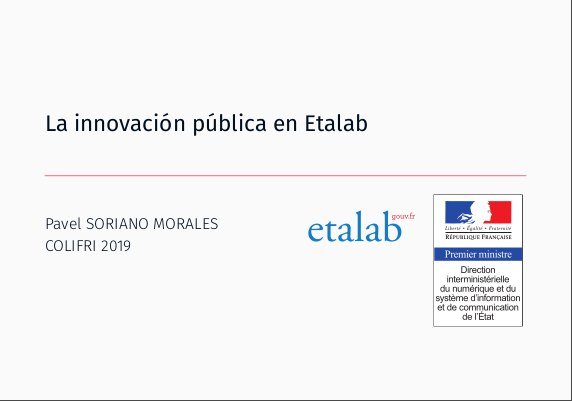 La innovación pública en Etalab
Pavel SORIANO MORALES
COLIFRI 2019
etalab
gouv.fr
Liberté • Égalité • Fraternité
RÉPUBLIQUE FRANÇAISE
Premier ministre
Direction
interministérielle
du numérique et du
système d'information
et de communication
de l'État